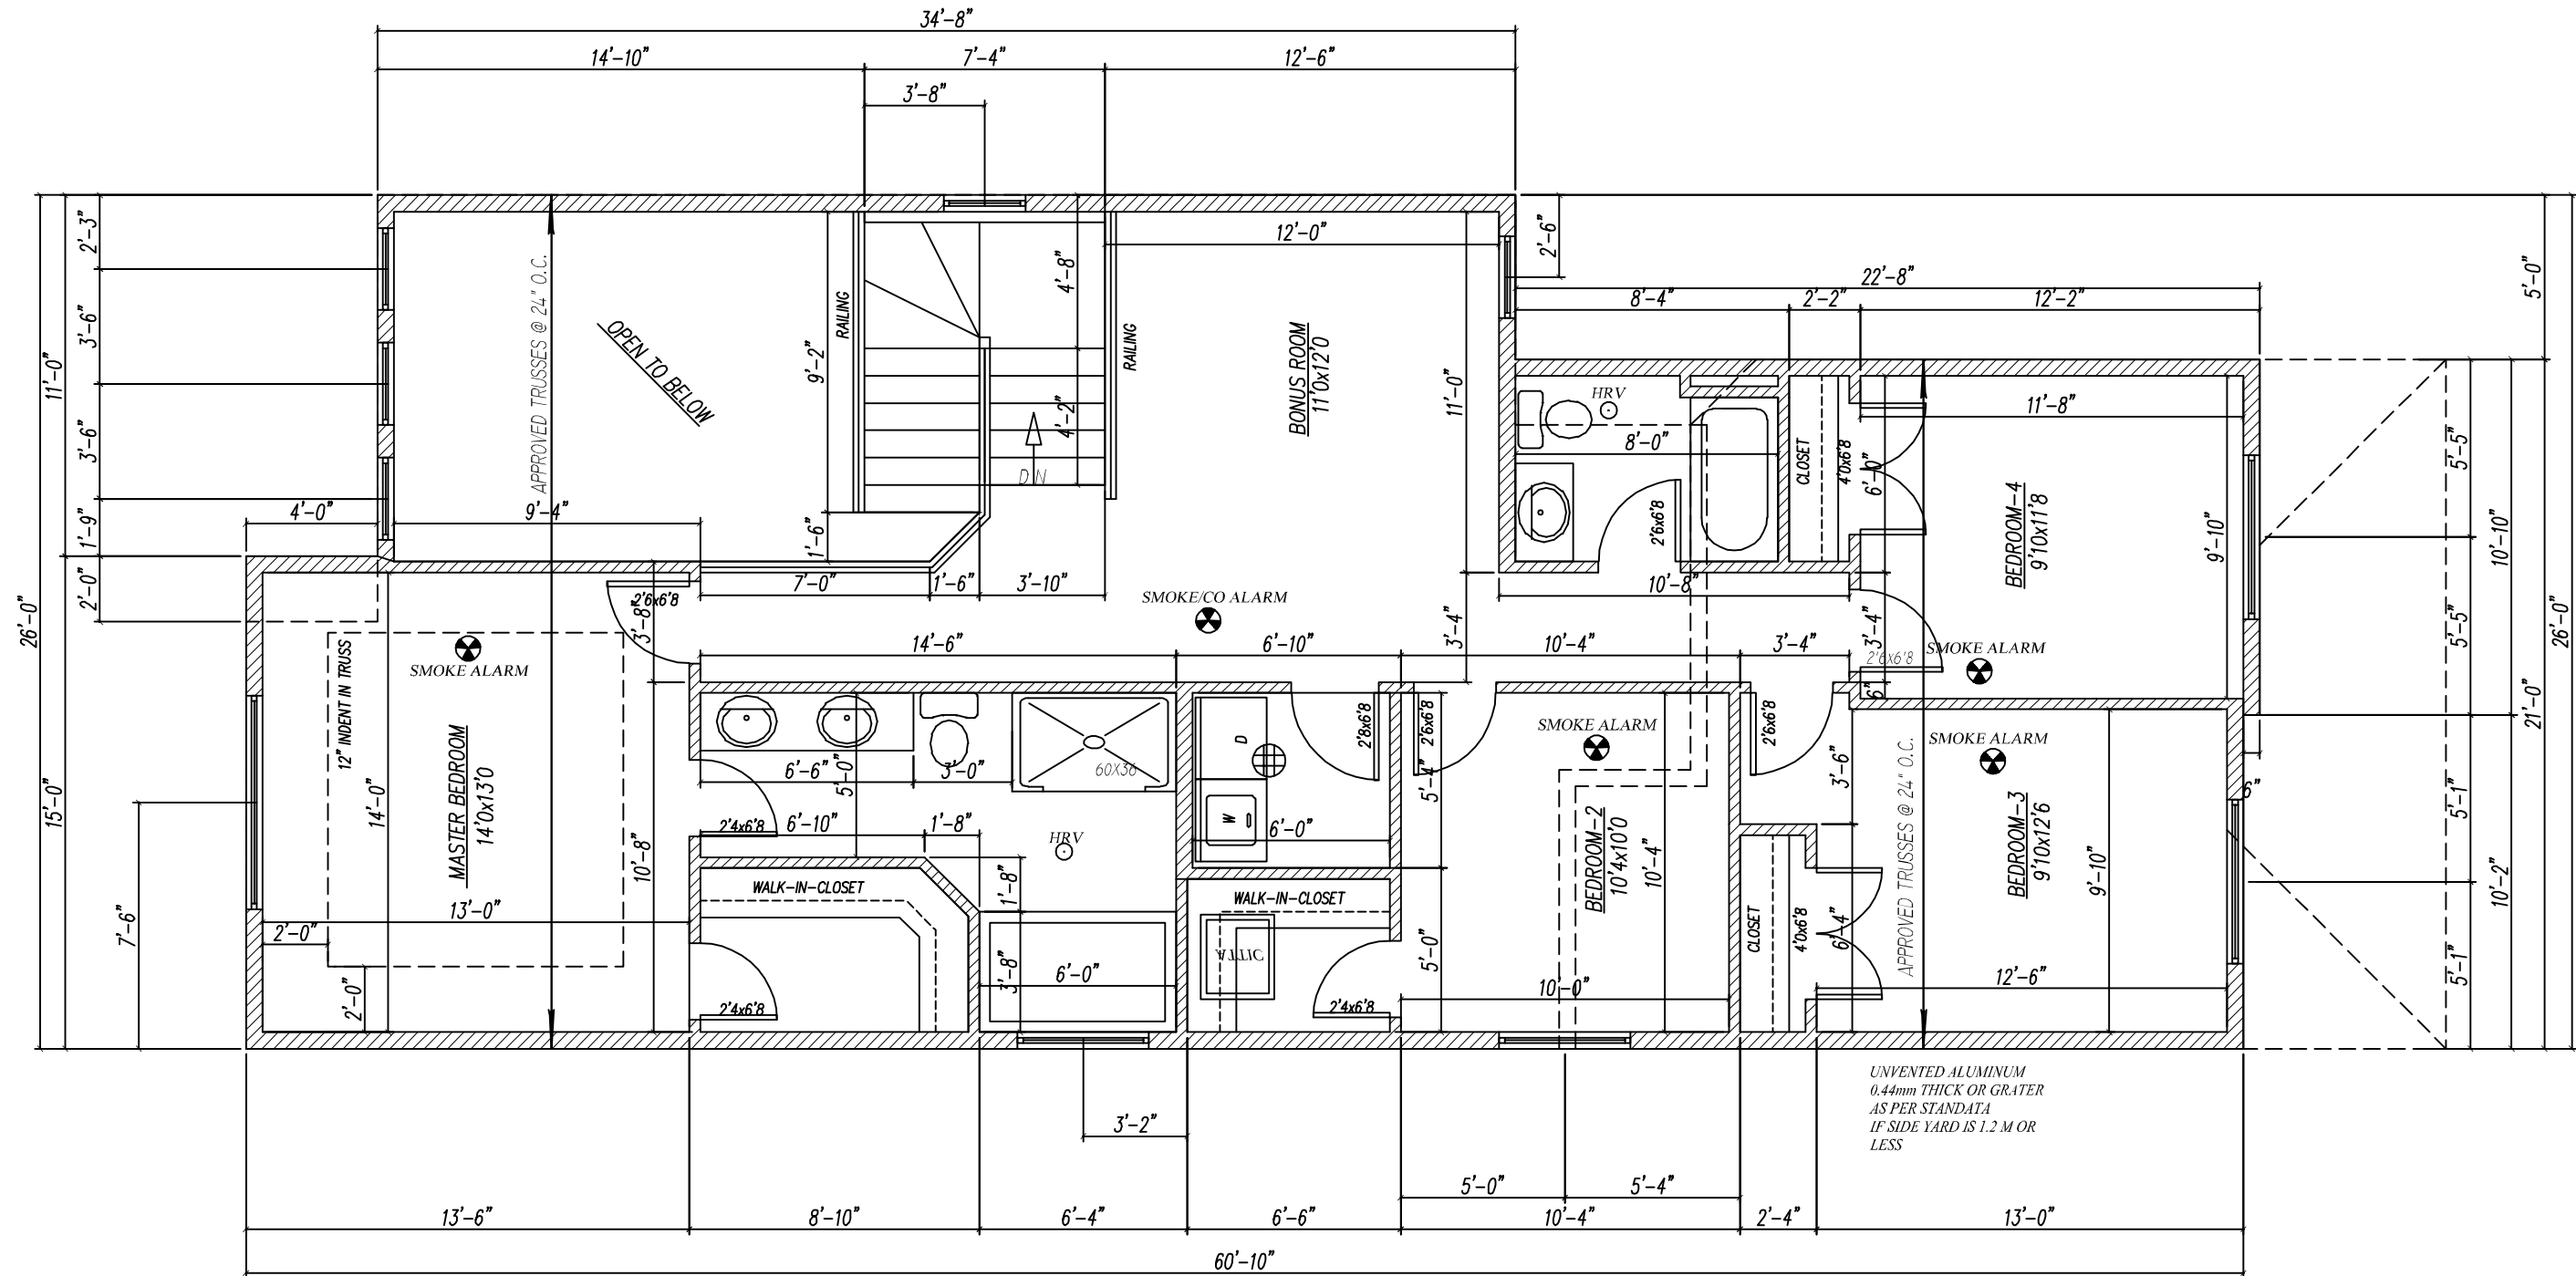 34'-8"
14'-10"
7'-4"
12'-6"
3'-8"
2'-3"
3'-6"
3'-6"
1'-9"
2'-0"
11'-0"
26'-0"
15'-0"
7'-6"
4'-0"
9'-4"
APPROVED TRUSSES @ 24" O.C.
OPEN TO BELOW
RAILING
9'-2"
1'-6"
4'-8"
4'-2"
DN
RAILING
12'-0"
BONUS ROOM
11'0x12'0
11'-0"
2'-6"
22'-8"
8'-4"
2'-2"
12'-2"
5'-0"
HRV
8'-0"
2'6x6'8
CLOSET
4'0x6'8
6'-0"
11'-8"
BEDROOM-4
9'10x11'8
9'-10"
5'-5"
10'-10"
5'-5"
21'-0"
26'-0"
2'6x6'8
3'-8"
7'-0"
1'-6"
3'-10"
SMOKE/CO ALARM
10'-8"
3'-4"
3'-4"
14'-6"
6'-10"
10'-4"
3'-4"
2'6x6'8
6"
SMOKE ALARM
SMOKE ALARM
12" INDENT IN TRUSS
MASTER BEDROOM
14'0x13'0
14'-0"
10'-8"
13'-0"
2'-0"
2'-0"
6'-6"
3'-0"
5'-0"
60X36
2'4x6'8
6'-10"
1'-8"
HRV
WALK-IN-CLOSET
1'-8"
3'-8"
6'-0"
2'4x6'8
D
W
6'-0"
2'8x6'8
2'6x6'8
5'-4"
WALK-IN-CLOSET
ATTIC
5'-0"
2'4x6'8
SMOKE ALARM
BEDROOM-2
10'4x10'0
10'-4"
10'-0"
2'6x6'8
3'-6"
CLOSET
4'0x6'8
6'-4"
APPROVED TRUSSES @ 24" O.C.
SMOKE ALARM
BEDROOM-3
9'10x12'6
9'-10"
12'-6"
6"
5'-1"
10'-2"
5'-1"
UNVENTED ALUMINUM
0.44mm THICK OR GRATER
AS PER STANDATA
IF SIDE YARD IS 1.2 M OR
LESS
3'-2"
5'-0"
5'-4"
13'-6"
8'-10"
6'-4"
6'-6"
10'-4"
2'-4"
13'-0"
60'-10"